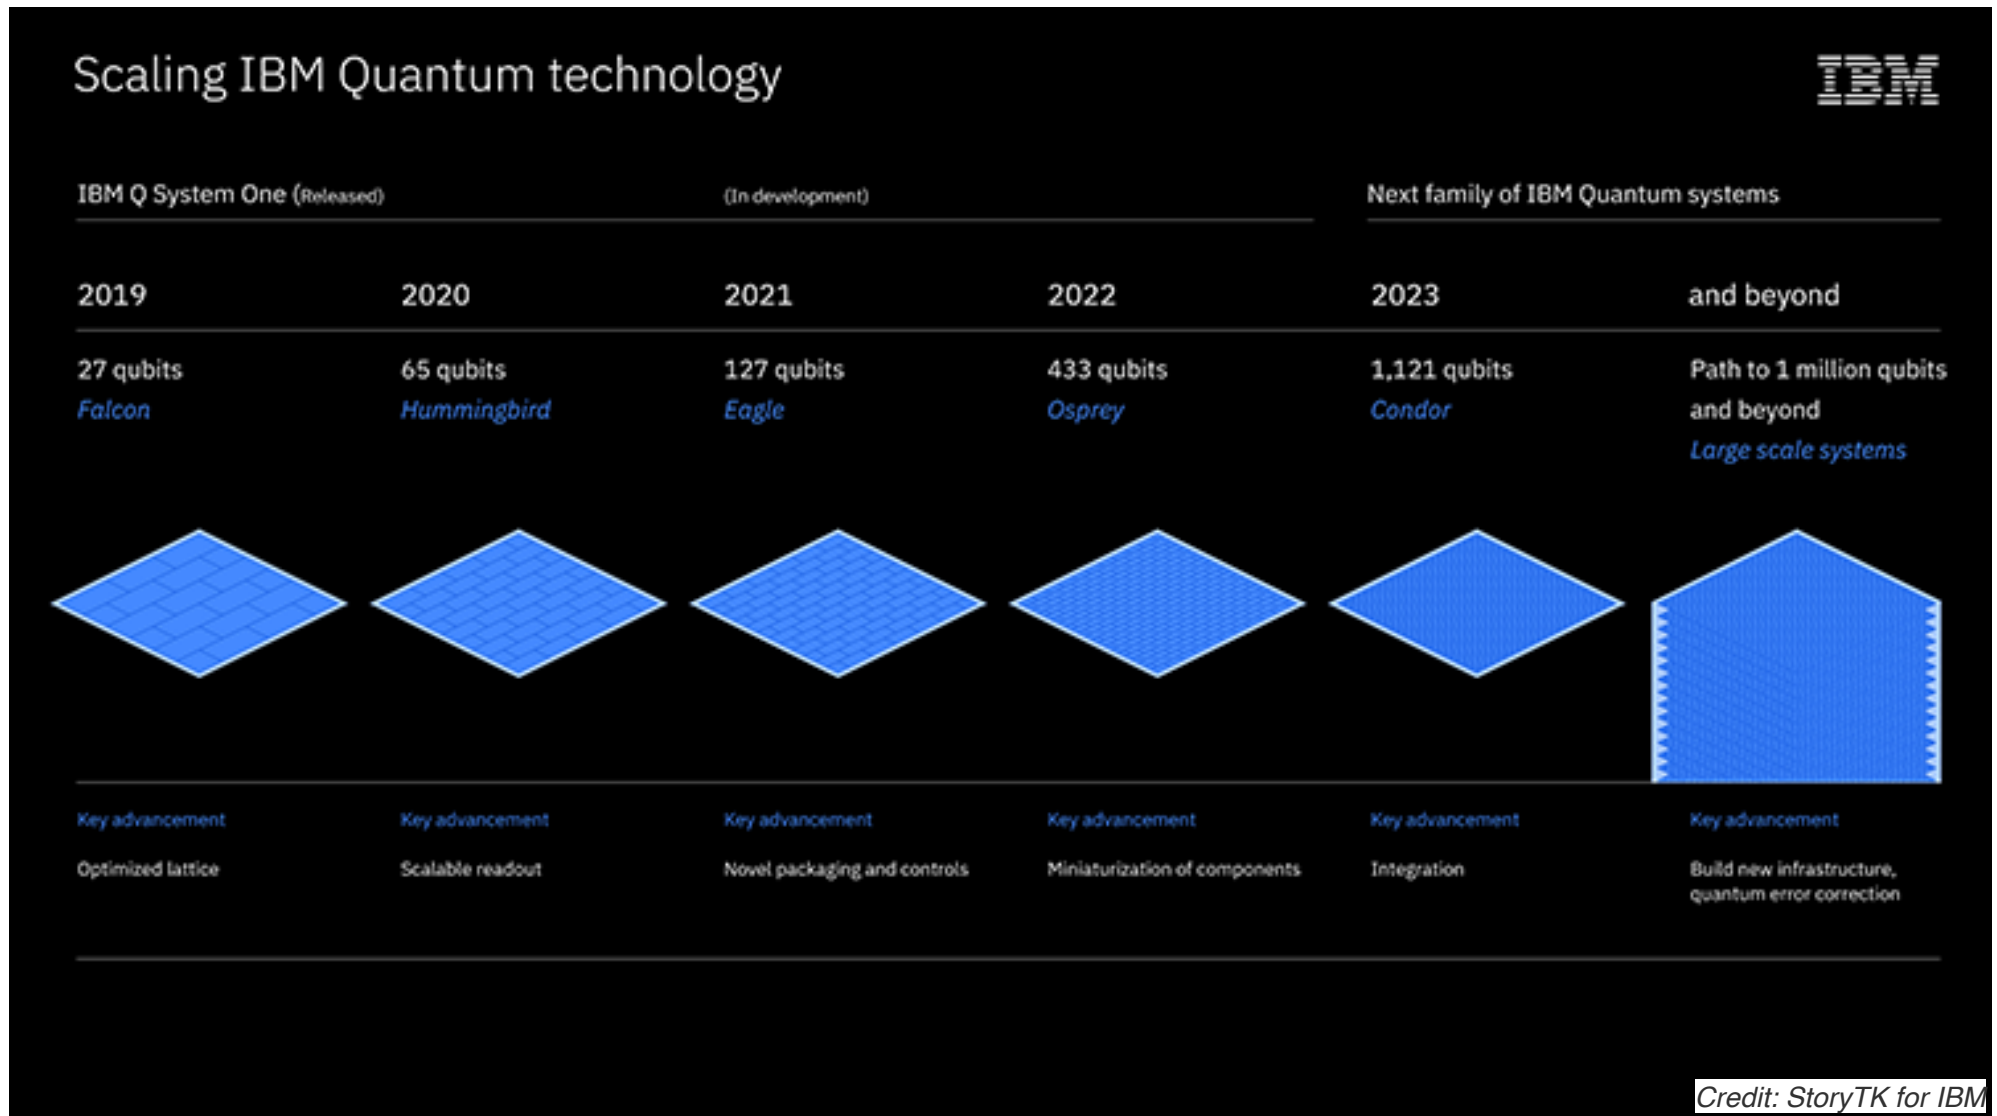 Scaling IBM Quantum technology
IBM
IBM Q System One (Released)
(In development)
Next family of IBM Quantum systems
2019
2020
2021
2022
2023
and beyond
27 qubits
Falcon
65 qubits
Hummingbird
127 qubits
Eagle
433 qubits
Osprey
1,121 qubits
Condor
Path to 1 million qubits
and beyond
Large scale systems
Key advancement
Optimized lattice
Key advancement
Scalable readout
Key advancement
Novel packaging and controls
Key advancement
Miniaturization of components
Key advancement
Integration
Key advancement
Build new infrastructure,
quantum error correction
Credit: StoryTK for IBM